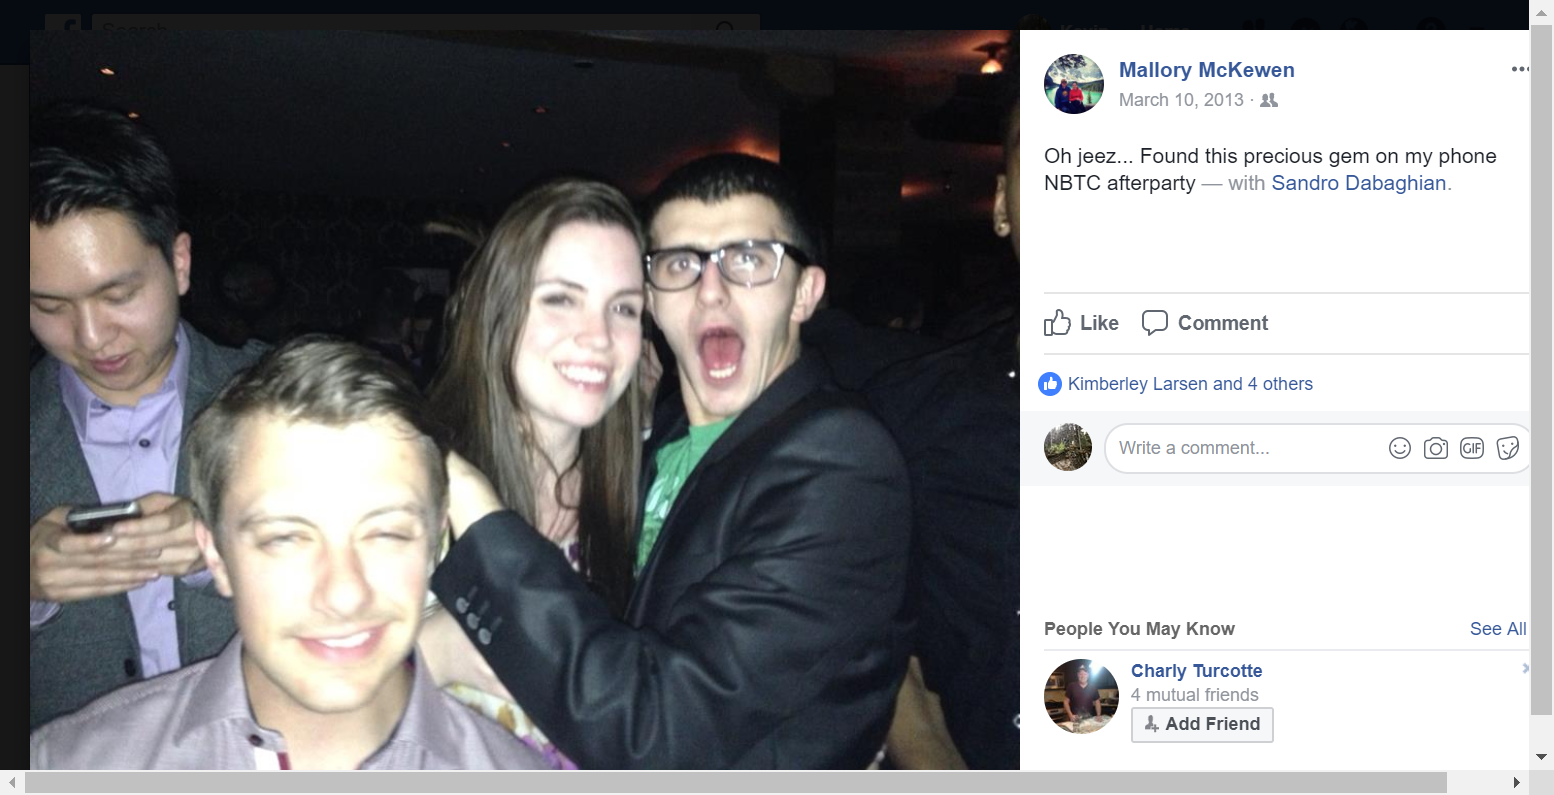 Search
Mallory McKewen
March 10, 2013 ·
Oh jeez... Found this precious gem on my phone
NBTC afterparty — with Sandro Dabaghian.
Like Comment
Kimberley Larsen and 4 others
Write a comment...
GIF
People You May Know See All
Charly Turcotte
4 mutual friends
Add Friend